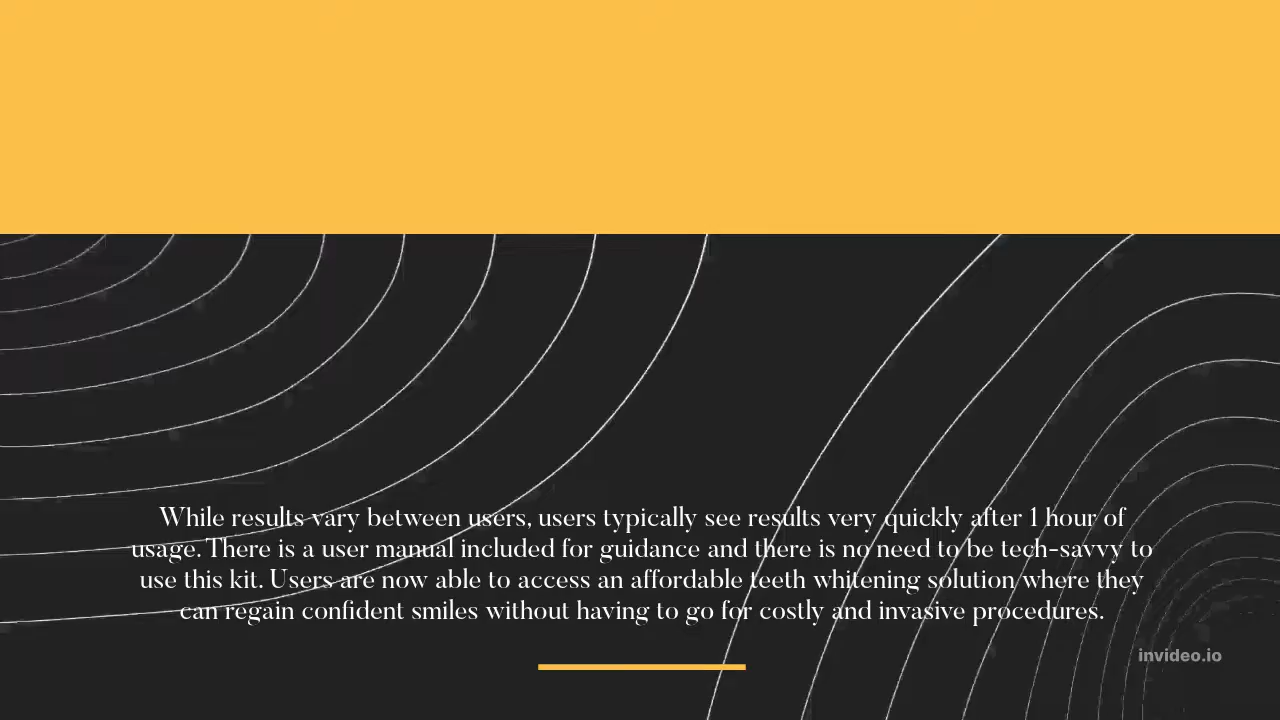 While results vary between users, users typically see results very quickly after 1 hour of
usage. There is a user manual included for guidance and there is no need to be tech-savvy to
use this kit. Users are now able to access an affordable teeth whitening solution where they
can regain confident smiles without having to go for costly and invasive procedures.
invideo.io